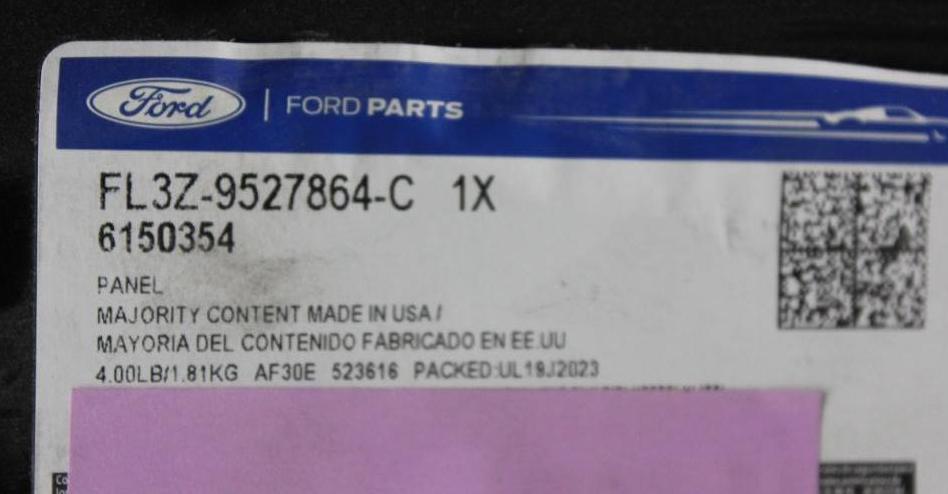 Ford | FORD PARTS
FL3Z-9527864-C 1X
6150354
PANEL
MAJORITY CONTENT MADE IN USA /
MAYORIA DEL CONTENIDO FABRICADO EN EE.UU
4.00LB/1.81KG AF30E 523616 PACKED:UL19J2023